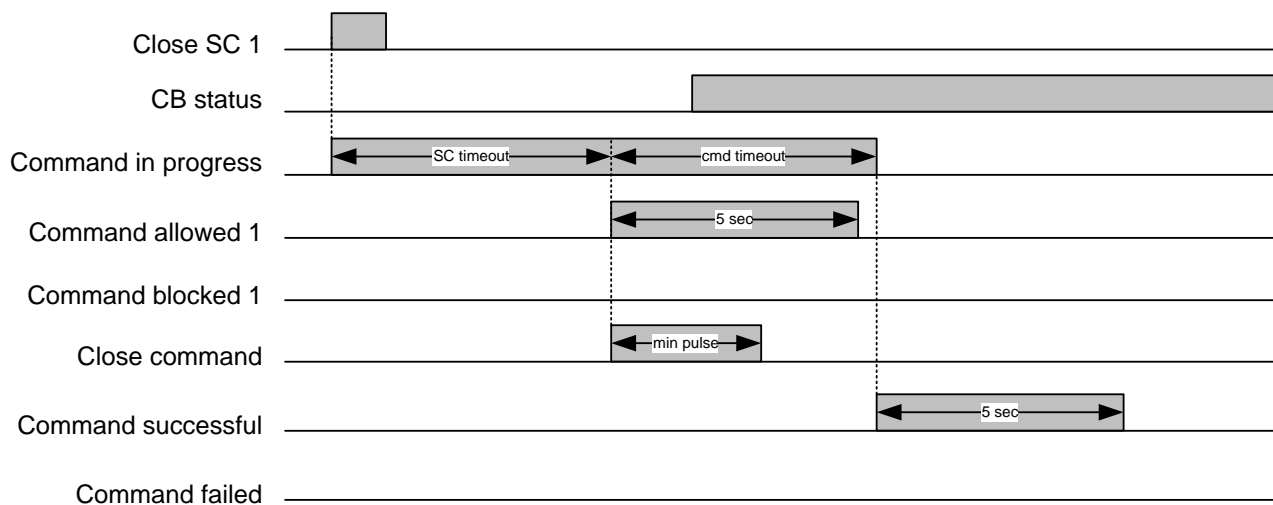 Close SC 1
CB status
Command in progress
SC timeout
cmd timeout
Command allowed 1
5 sec
Command blocked 1
Close command
min pulse
Command successful
5 sec
Command failed